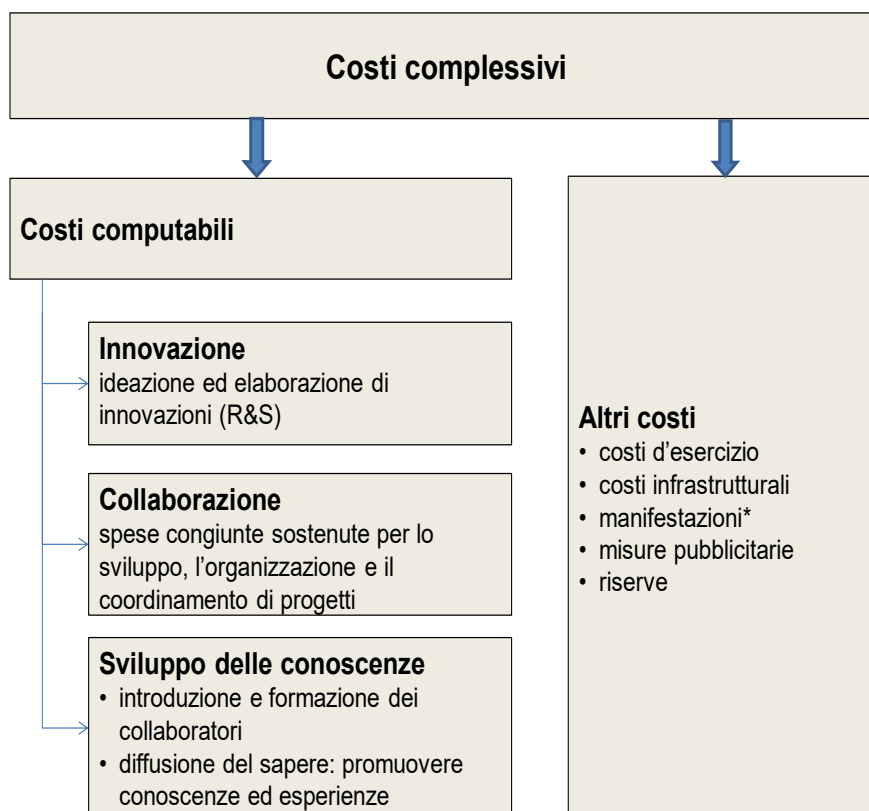 Costi complessivi
Costi computabili
Innovazione
ideazione ed elaborazione di
innovazioni (R&S)
Collaborazione
spese congiunte sostenute per lo
sviluppo, l'organizzazione e il
coordinamento di progetti
Sviluppo delle conoscenze
• introduzione e formazione dei
collaboratori
• diffusione del sapere: promuovere
conoscenze ed esperienze
Altri costi
• costi d'esercizio
• costi infrastrutturali
• manifestazioni*
• misure pubblicitarie
• riserve